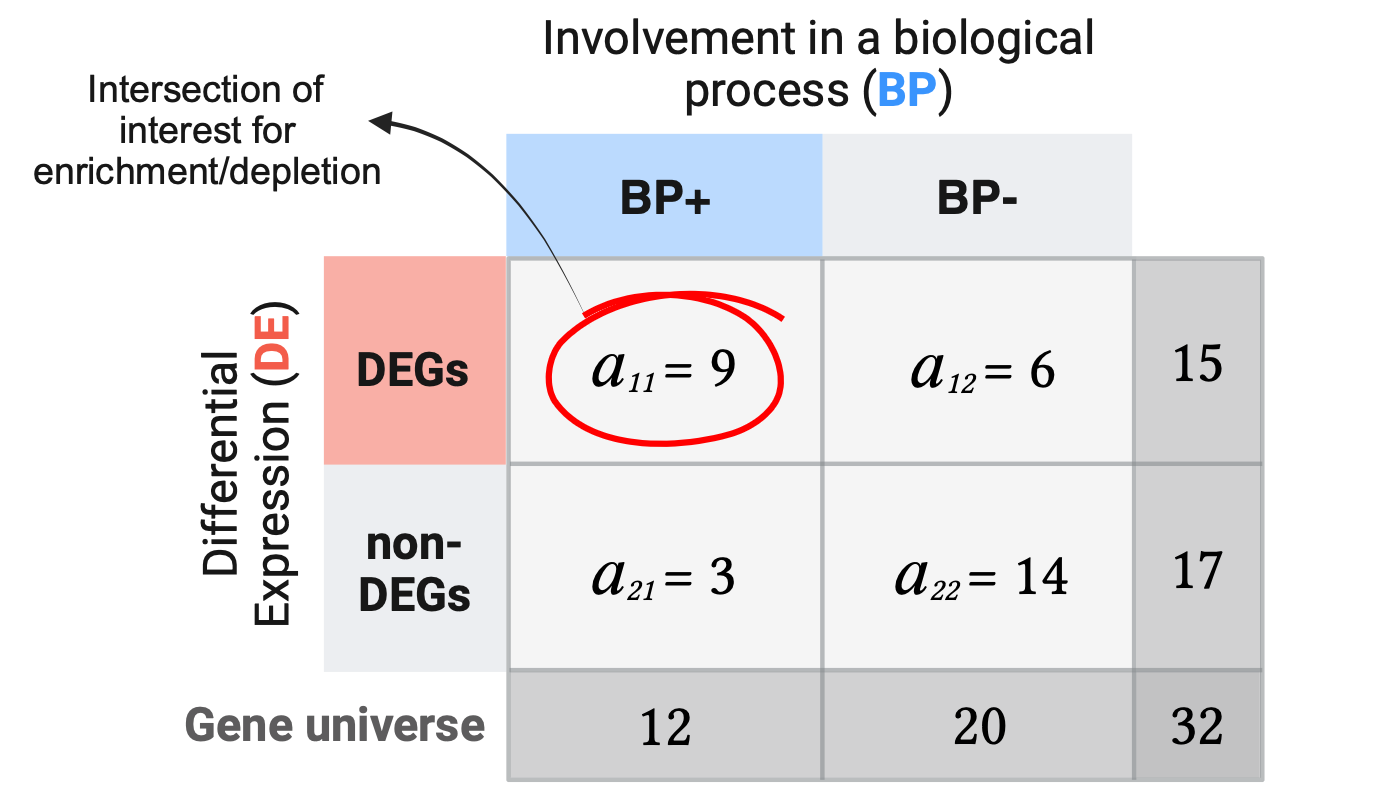 Involvement in a biological
process (BP)
Intersection of
interest for
enrichment/depletion
BP+
BP-
Differential
Expression (DE)
DEGs
a11 = 9
a12 = 6
15
non-
DEGs
a21 = 3
a22 = 14
17
Gene universe
12
20
32